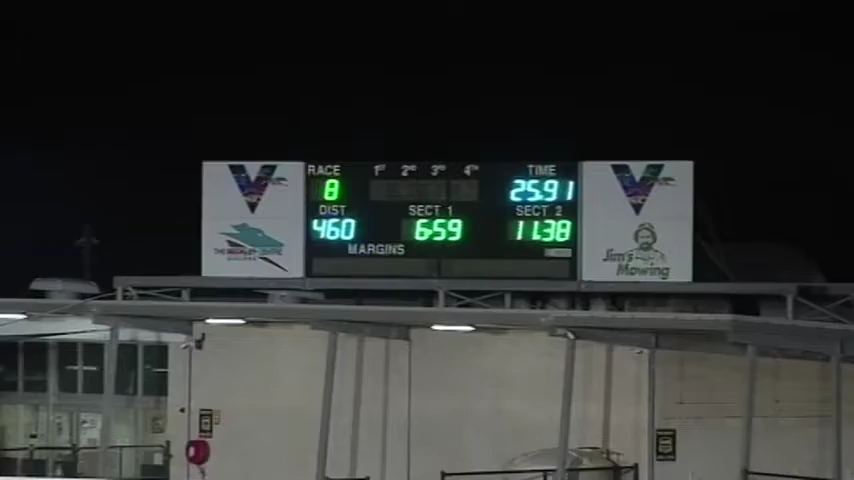 V
RACE 1ST 2ND 3RD 4TH TIME
8 25.91
DIST SECT 1 SECT 2
460 6.59 11.38
MARGINS
V
Jim's
Mowing